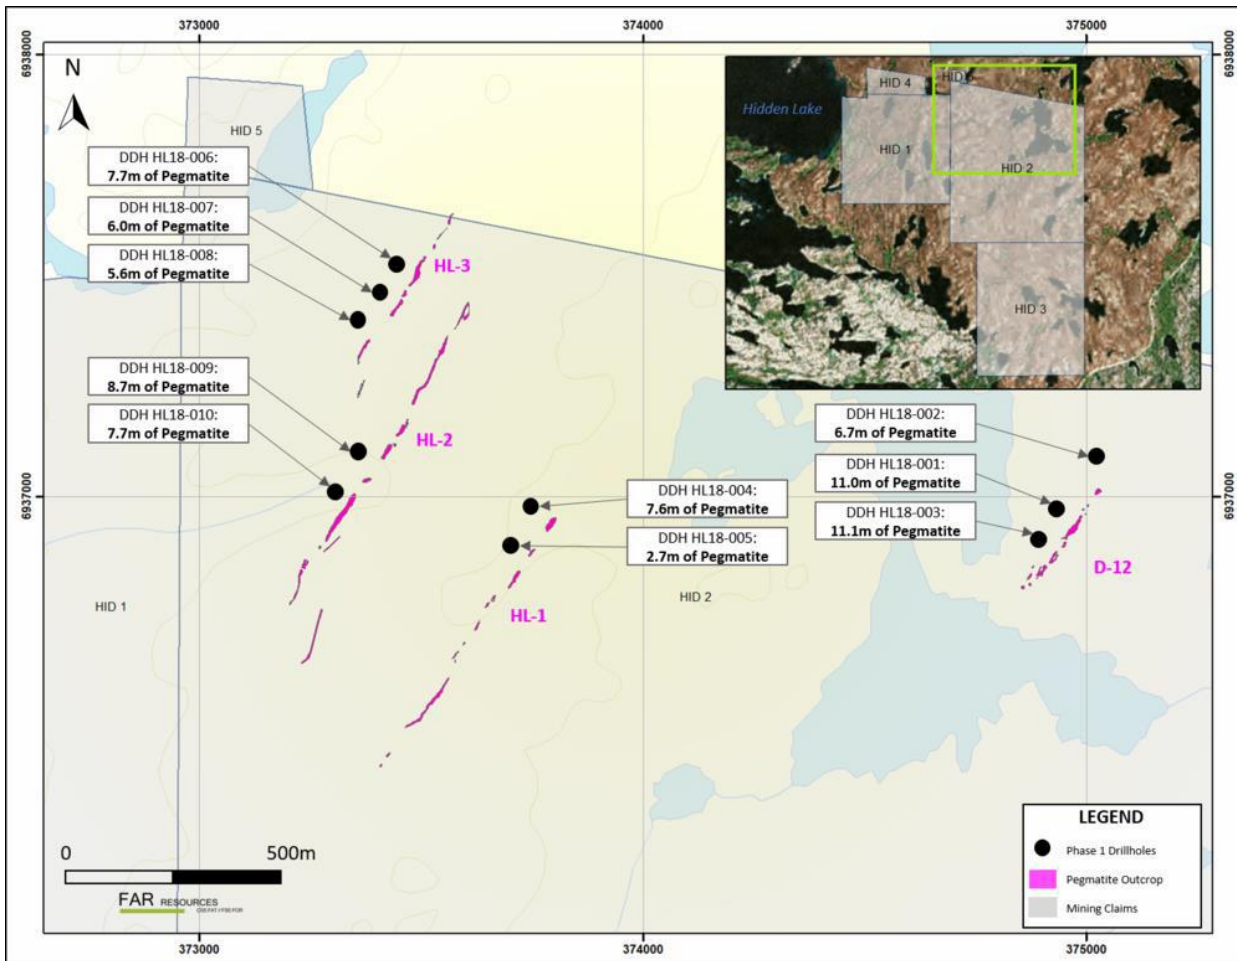 373000
374000
375000
6938000
6938000
N
HID 5
DDH HL18-006:
7.7m of Pegmatite
DDH HL18-007:
6.0m of Pegmatite
DDH HL18-008:
5.6m of Pegmatite
HL-3
Hidden Lake
HID 4
HID 1
HID 2
HID 3
DDH HL18-009:
8.7m of Pegmatite
DDH HL18-010:
7.7m of Pegmatite
HL-2
DDH HL18-002:
6.7m of Pegmatite
DDH HL18-001:
11.0m of Pegmatite
DDH HL18-003:
11.1m of Pegmatite
6937000
6937000
DDH HL18-004:
7.6m of Pegmatite
DDH HL18-005:
2.7m of Pegmatite
D-12
HID 1
HL-1
HID 2
0 500m
FAR RESOURCES
LEGEND
Phase 1 Drillholes
Pegmatite Outcrop
Mining Claims
373000
374000
375000